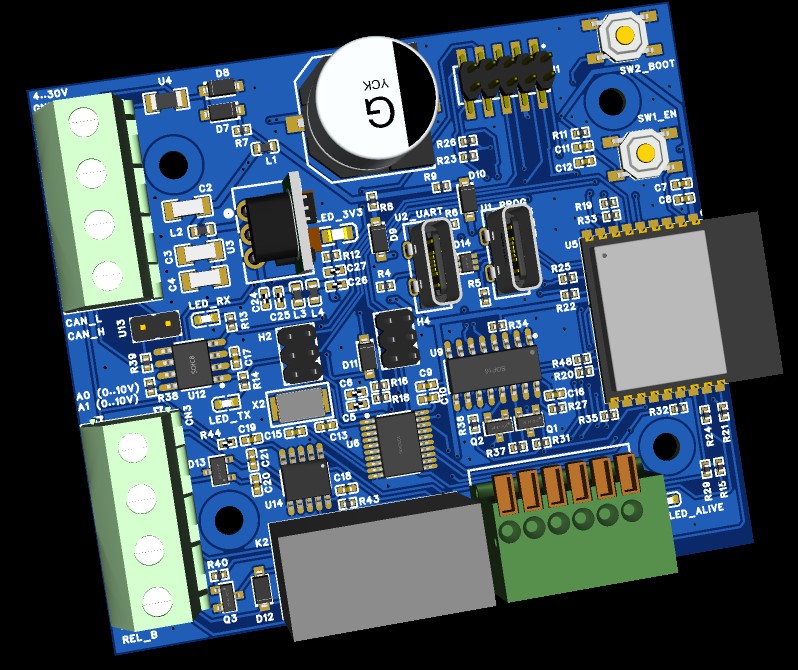 4..30V
U4
D8
D7
R7
L1
G
YCK
SW2_BOOT
SW1_EN
R11
C11
C12
R26
R23
R9
D10
C7
C8
C2
L2
U3
C3
C4
LED_3V3
R8
D9
U2_UART
R6
U1_PROG
R19
R33
U5
R12
C27
C26
R4
D14
R5
R25
R22
C25
L3
L4
LED_RX
R13
CAN_L
CAN_H
U13
H2
H4
R34
U9
D11
R39
U12
C17
R14
R48
R20
A0 (0..10V)
A1 (0..10V)
R38
LED_TX
CN3
X2
C6
C5
R16
R18
C9
C16
R27
R35
R32
R24
R21
R44
C19
C15
C13
U6
Q2
Q1
R37
R31
D13
C21
C20
U14
C18
R43
R29
R15
LED_ALIVE
K2
R40
Q3
D12
REL_B